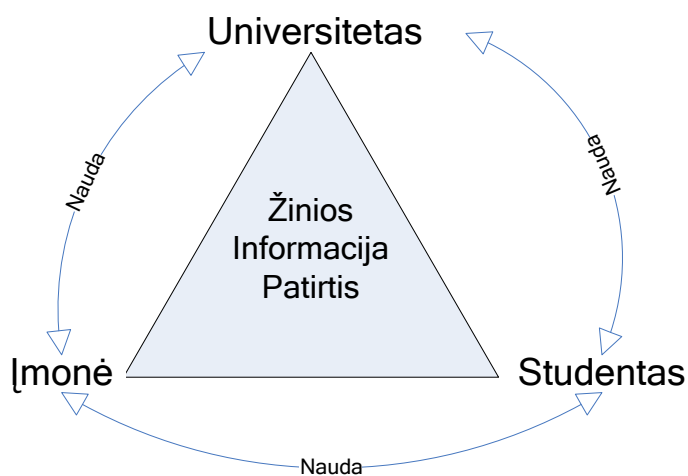 Universitetas
Nauda
Nauda
Žinios
Informacija
Patirtis
Įmonė
Studentas
Nauda